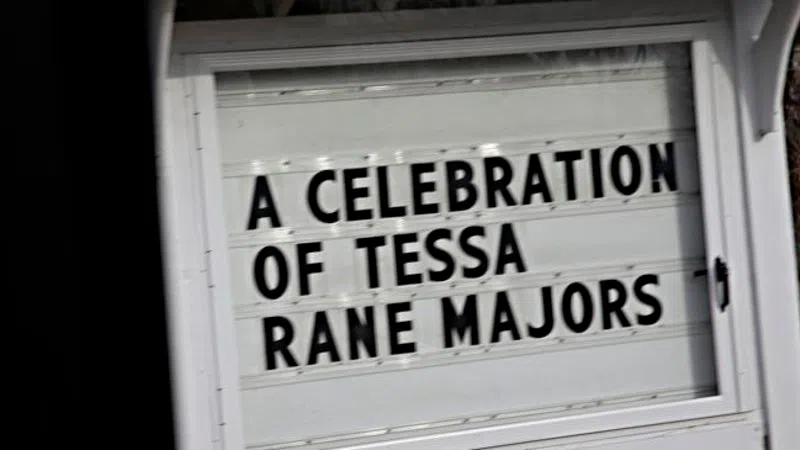 A CELEBRATION
OF TESSA
RANE MAJORS